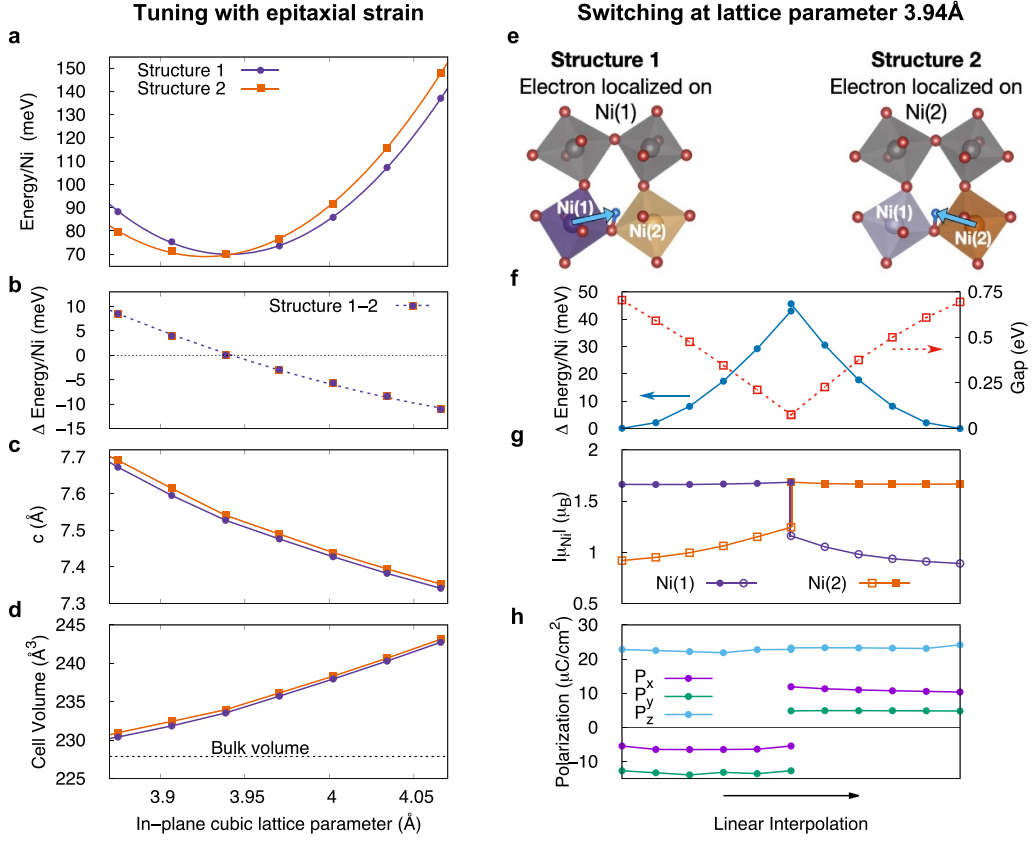 Tuning with epitaxial strain
Switching at lattice parameter 3.94Å
a
150
140
130
120
110
100
90
80
70
Energy/Ni (meV)
Structure 1
Structure 2
b
10
5
0
−5
−10
−15
Δ Energy/Ni (meV)
Structure 1−2
c
7.7
7.6
7.5
7.4
7.3
c (Å)
d
245
240
235
230
225
Cell Volume (Å³)
Bulk volume
3.9
3.95
4
4.05
In−plane cubic lattice parameter (Å)
e
Structure 1
Electron localized on
Ni(1)
Ni(1)
Ni(2)
Structure 2
Electron localized on
Ni(2)
Ni(1)
Ni(2)
f
50
40
30
20
10
0
Δ Energy/Ni (meV)
0.75
0.5
0.25
0
Gap (eV)
g
2
1.5
1
0.5
|μNi| (μB)
Ni(1)
Ni(2)
h
30
20
10
0
−10
Polarization (μC/cm²)
Px
Py
Pz
Linear Interpolation